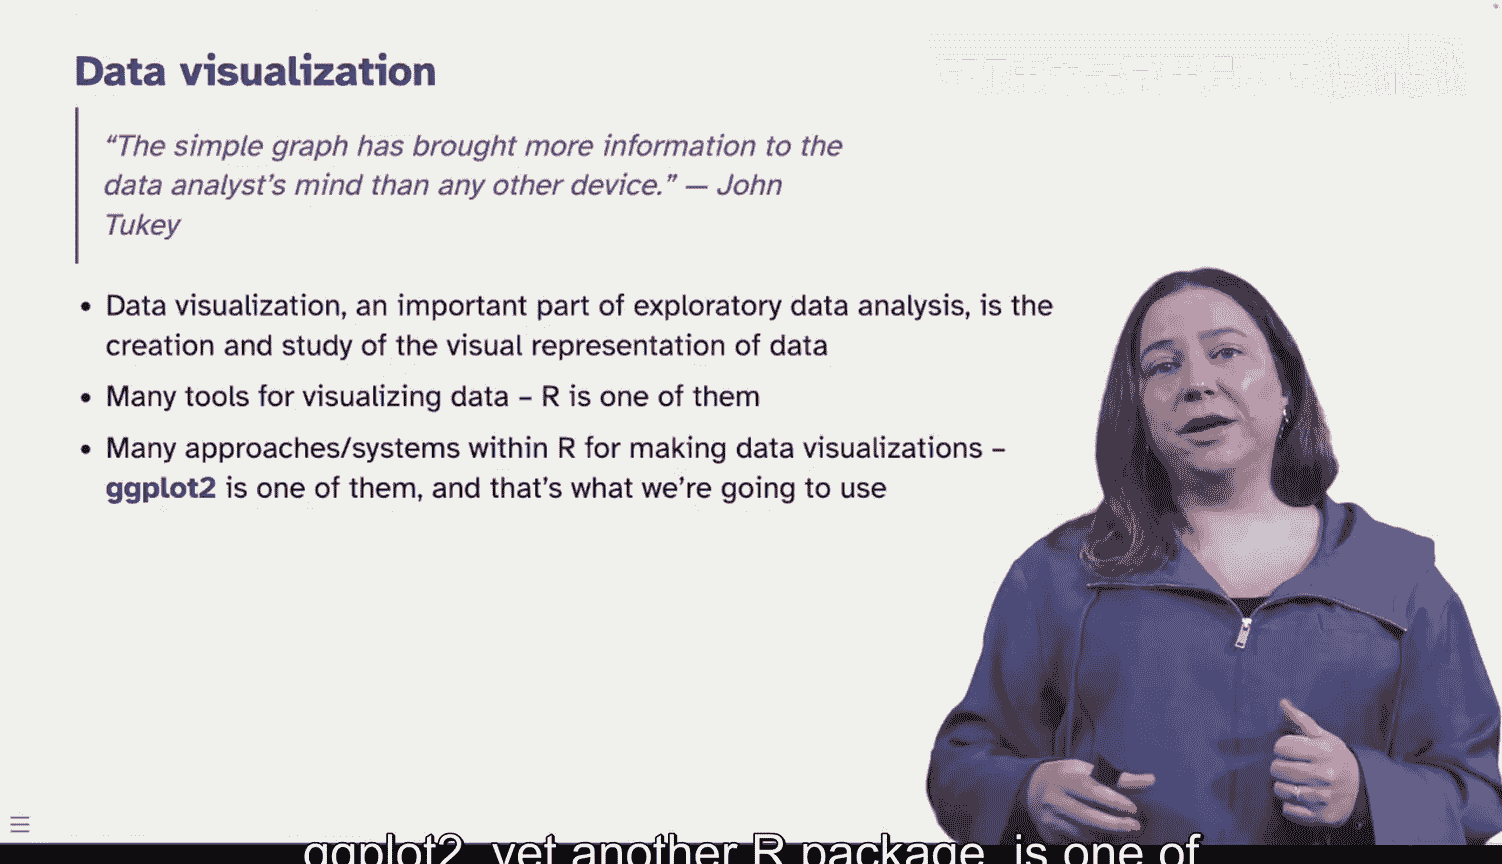 Data visualization
“The simple graph has brought more information to the
data analyst’s mind than any other device.” — John
Tukey
• Data visualization, an important part of exploratory data analysis, is the
creation and study of the visual representation of data
• Many tools for visualizing data – R is one of them
• Many approaches/systems within R for making data visualizations –
ggplot2 is one of them, and that’s what we’re going to use
ggplot2, yet another R package, is one of